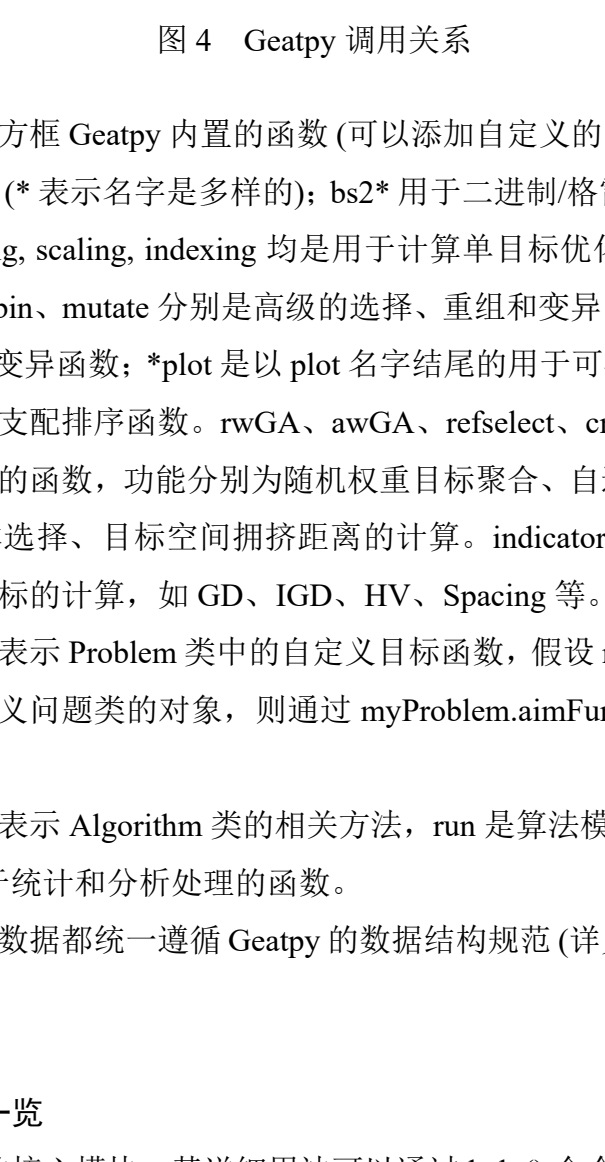 图 4 Geatpy 调用关系
方框 Geatpy 内置的函数 (可以添加自定义的
(* 表示名字是多样的); bs2* 用于二进制/格
g, scaling, indexing 均是用于计算单目标优
bin、mutate 分别是高级的选择、重组和变异
变异函数; *plot 是以 plot 名字结尾的用于可
支配排序函数。rwGA、awGA、refselect、cr
的函数，功能分别为随机权重目标聚合、自
选择、目标空间拥挤距离的计算。indicator
标的计算，如 GD、IGD、HV、Spacing 等。
表示 Problem 类中的自定义目标函数，假设
义问题类的对象，则通过 myProblem.aimFu
表示 Algorithm 类的相关方法，run 是算法模
统计和分析处理的函数。
数据都统一遵循 Geatpy 的数据结构规范 (详
一览